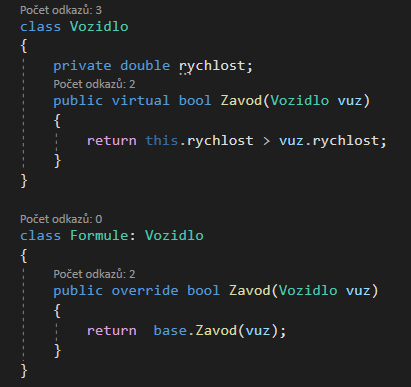 Počet odkazů: 3
class Vozidlo
{
private double rychlost;
Počet odkazů: 2
public virtual bool Zavod(Vozidlo vuz)
{
return this.rychlost > vuz.rychlost;
}
}
Počet odkazů: 0
class Formule: Vozidlo
{
Počet odkazů: 2
public override bool Zavod(Vozidlo vuz)
{
return  base.Zavod(vuz);
}
}